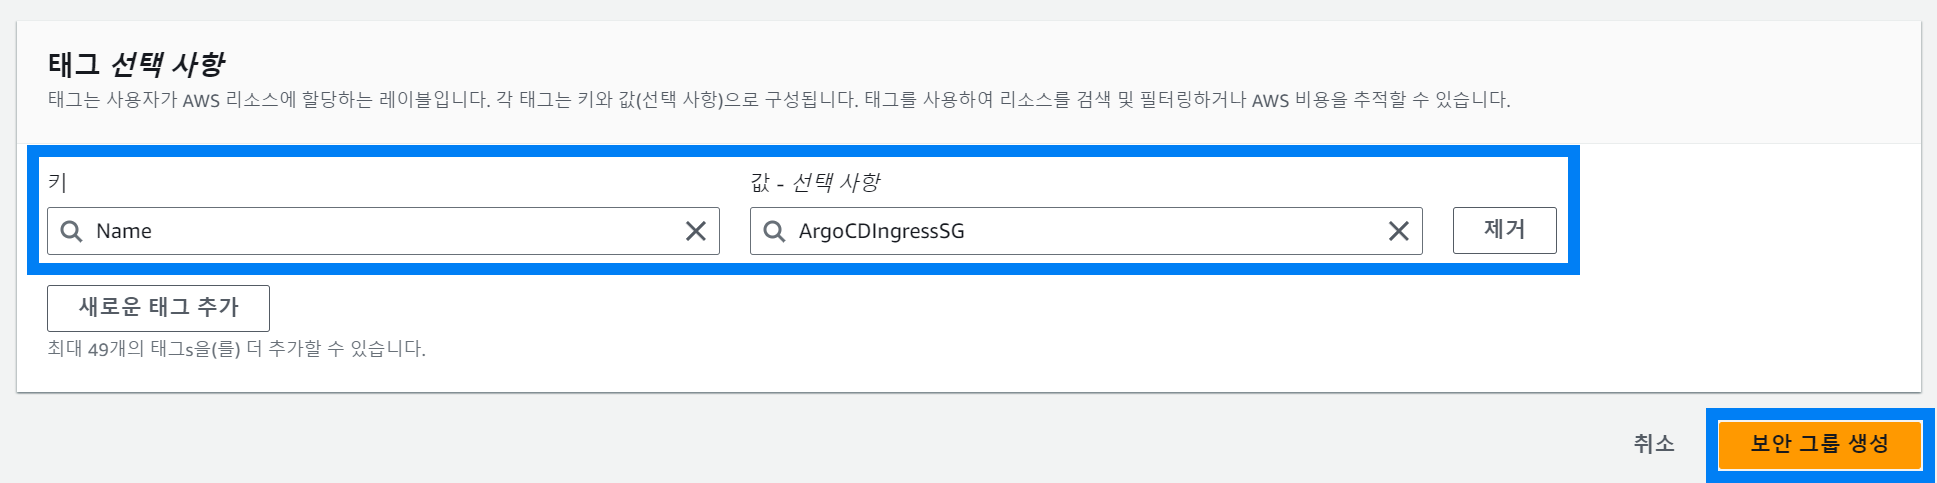 태그 선택 사항
태그는 사용자가 AWS 리소스에 할당하는 레이블입니다. 각 태그는 키와 값(선택 사항)으로 구성됩니다. 태그를 사용하여 리소스를 검색 및 필터링하거나 AWS 비용을 추적할 수 있습니다.
키
값 - 선택 사항
Name
ArgoCDIngressSG
제거
새로운 태그 추가
최대 49개의 태그s을(를) 더 추가할 수 있습니다.
취소
보안 그룹 생성